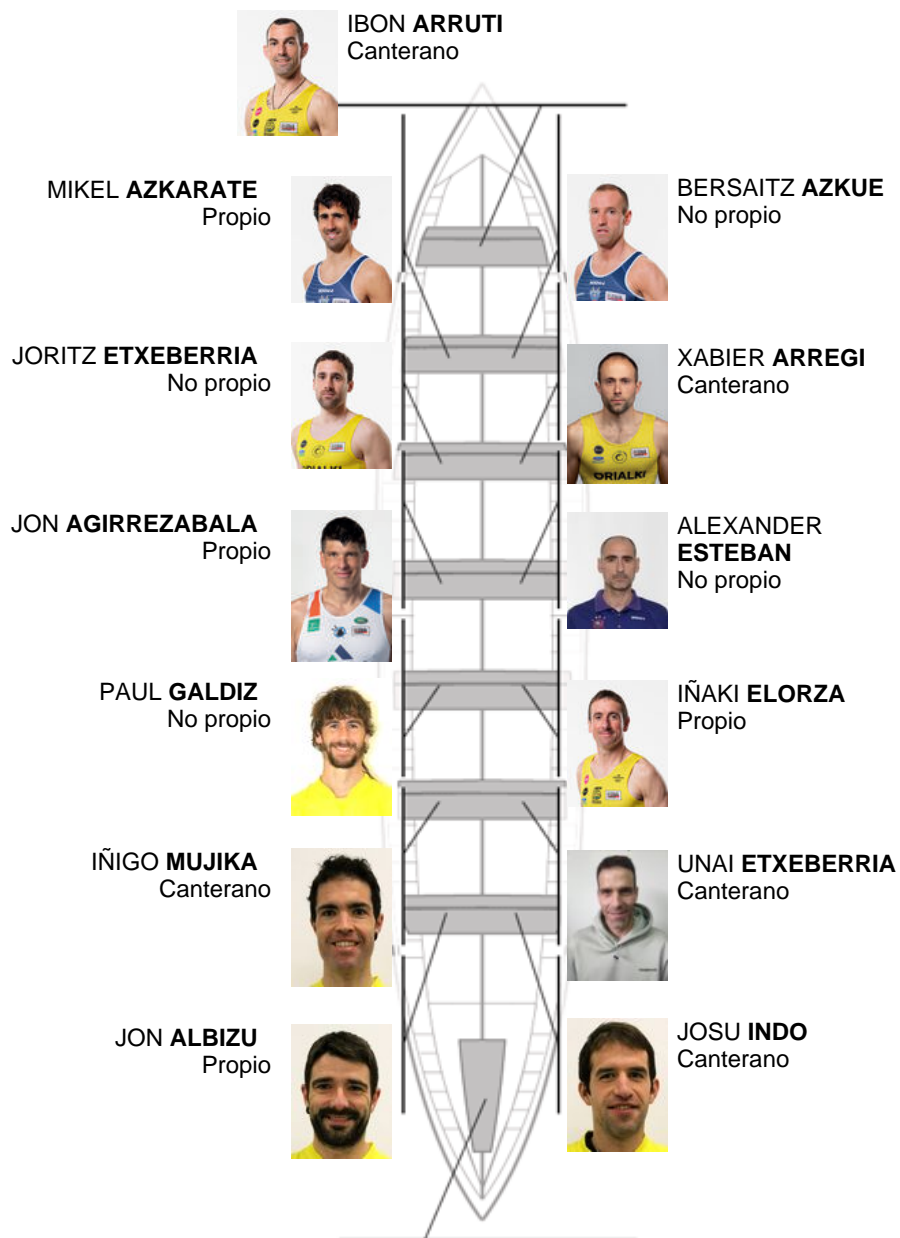 IBON ARRUTI
Canterano
MIKEL AZKARATE
Propio
BERSAITZ AZKUE
No propio
JORITZ ETXEBERRIA
No propio
XABIER ARREGI
Canterano
ORIALKI
JON AGIRREZABALA
Propio
ALEXANDER
ESTEBAN
No propio
PAUL GALDIZ
No propio
IÑAKI ELORZA
Propio
IÑIGO MUJIKA
Canterano
UNAI ETXEBERRIA
Canterano
JON ALBIZU
Propio
JOSU INDO
Canterano